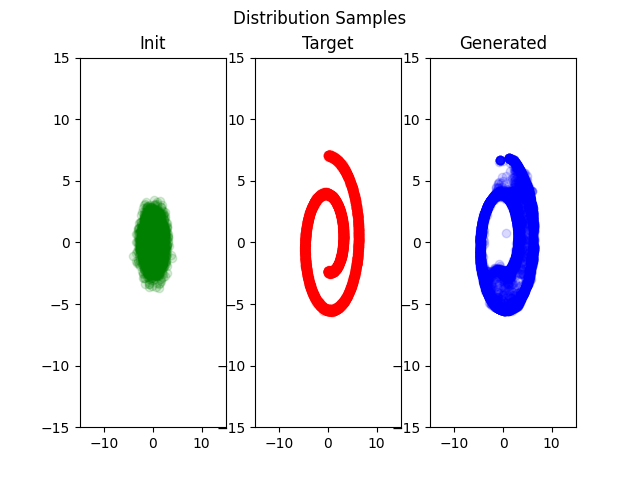 Distribution Samples
Init Target Generated
15 15 15
10 10 10
5 5 5
0 0 0
−5 −5 −5
−10 −10 −10
−15 −15 −15
−10 0 10 −10 0 10 −10 0 10